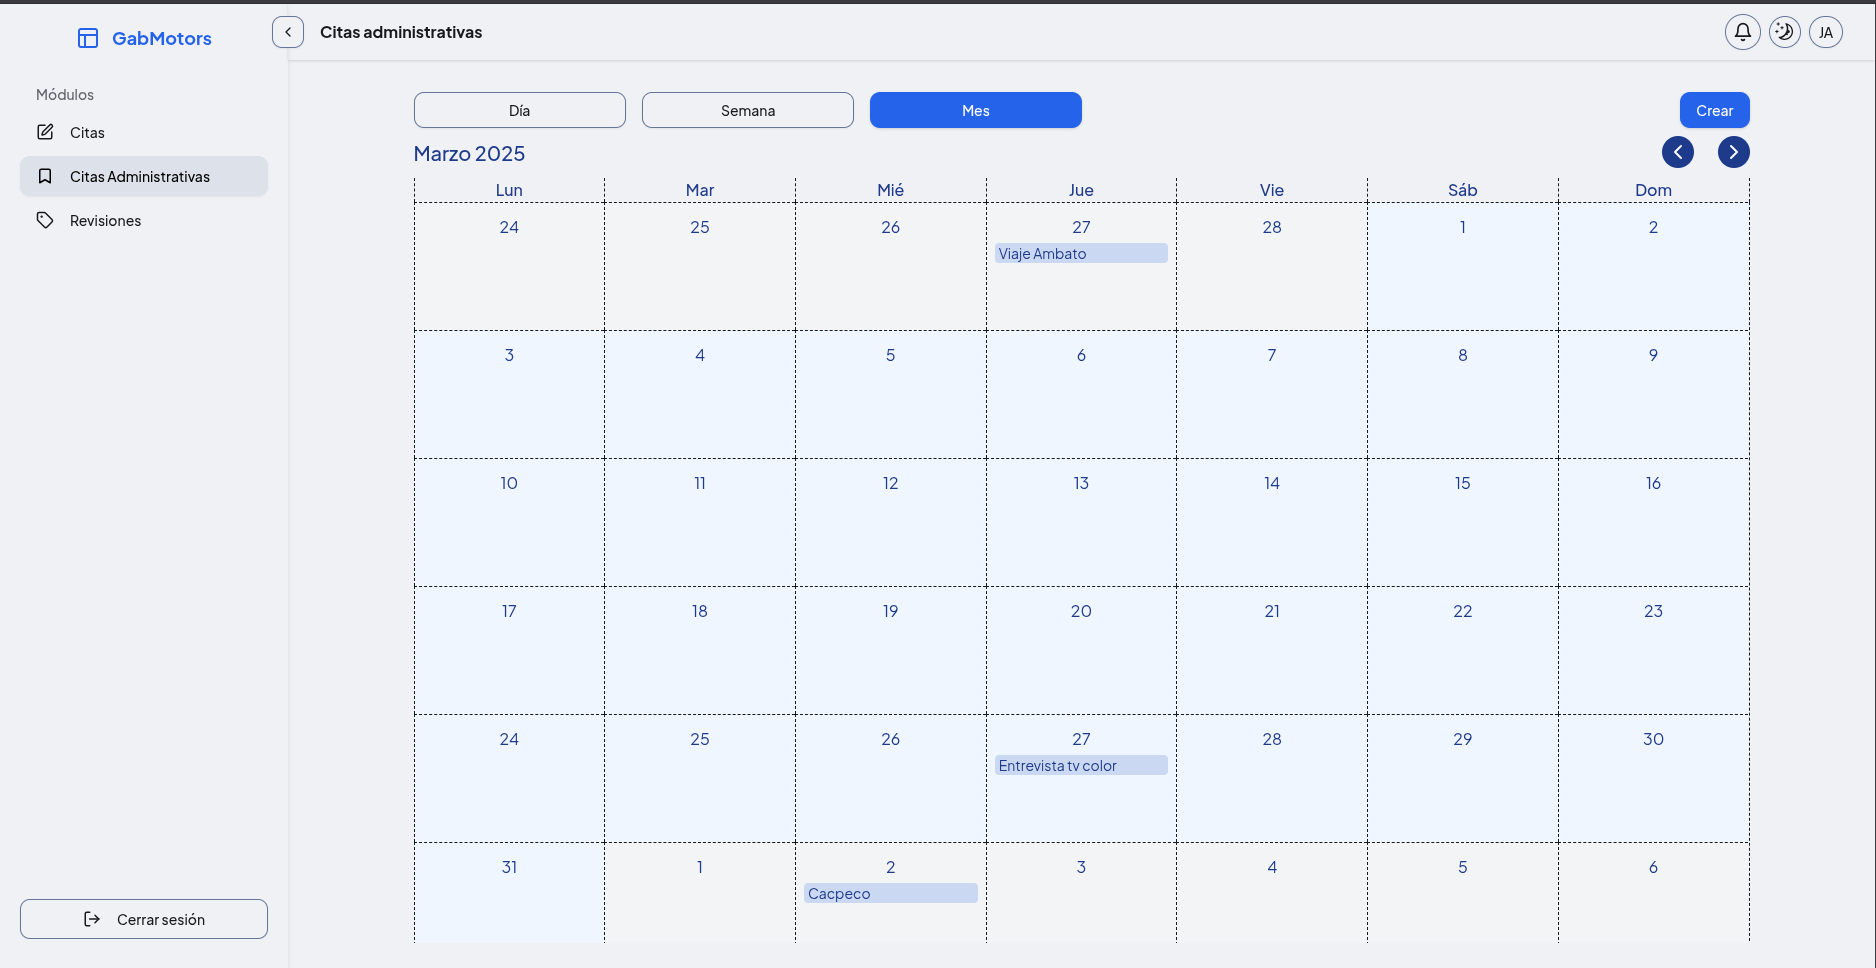 GabMotors
Citas administrativas
JA
Módulos
Citas
Citas Administrativas
Revisiones
Cerrar sesión
Día Semana Mes Crear
Marzo 2025
Lun Mar Mié Jue Vie Sáb Dom
24 25 26 27 28 1 2
Viaje Ambato
3 4 5 6 7 8 9
10 11 12 13 14 15 16
17 18 19 20 21 22 23
24 25 26 27 28 29 30
Entrevista tv color
31 1 2 3 4 5 6
Cacpeco